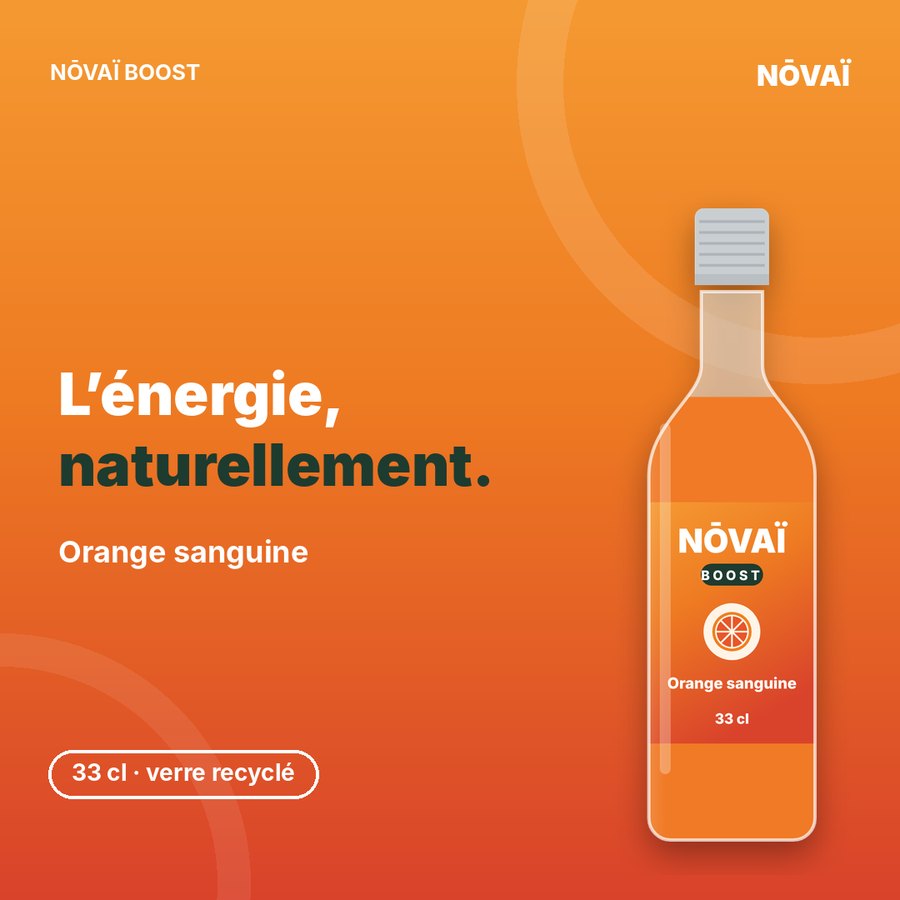 NŌVAÏ BOOST
NŌVAÏ
L’énergie,
naturellement.
Orange sanguine
33 cl · verre recyclé
NŌVAÏ
BOOST
Orange sanguine
33 cl